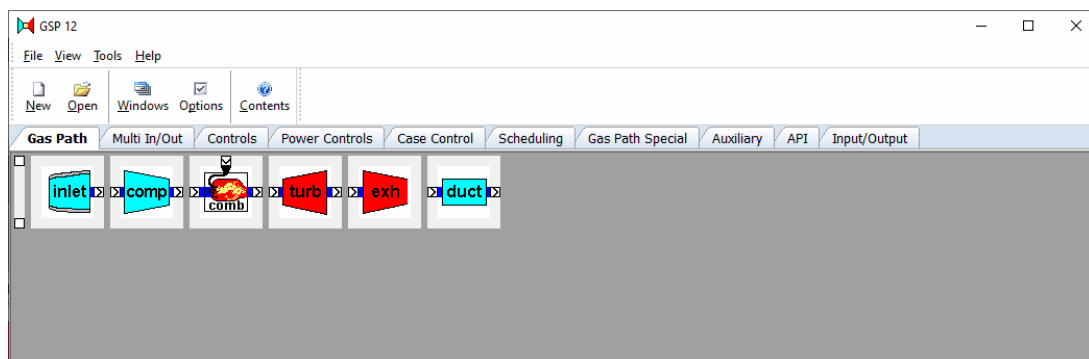 GSP 12
File View Tools Help
New Open Windows Options Contents
Gas Path Multi In/Out Controls Power Controls Case Control Scheduling Gas Path Special Auxiliary API Input/Output
inlet comp comb turb exh duct